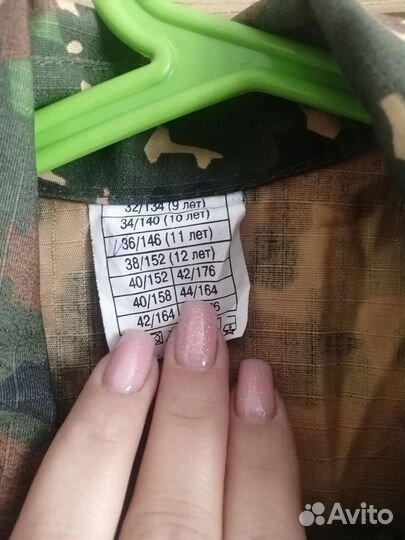 32/134 (9 лет)
34/140 (10 лет)
36/146 (11 лет)
38/152 (12 лет)
40/152 42/176
40/158 44/164
42/164
Avito